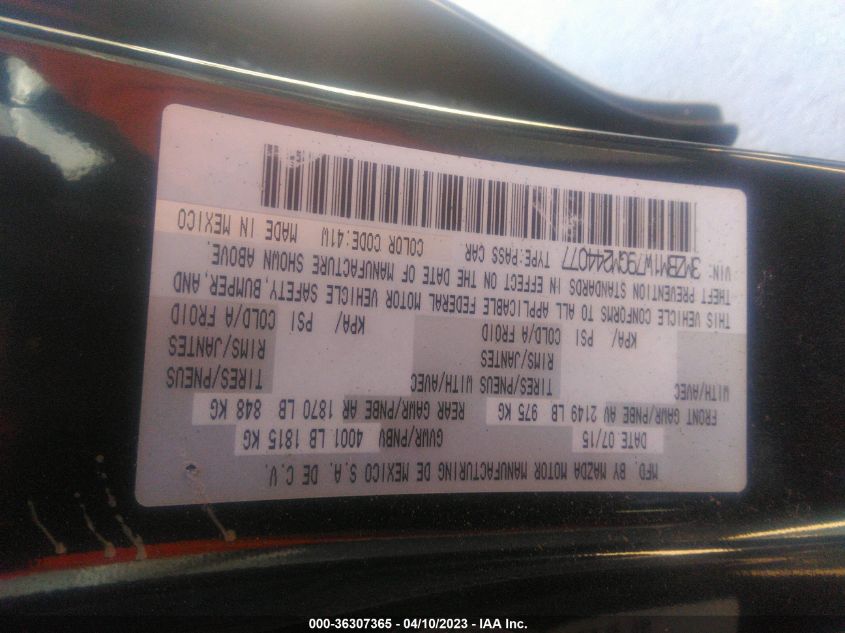 MFD. BY MAZDA MOTOR MANUFACTURING DE MEXICO S.A. DE C.V.
DATE 07/15 GVWR/PNBV 4001 LB 1815 KG
FRONT GAWR/PNBE AV 2149 LB 975 KG REAR GAWR/PNBE AR 1870 LB 848 KG
WITH/AVEC TIRES/PNEUS WITH/AVEC TIRES/PNEUS
RIMS/JANTES RIMS/JANTES
KPA/ PSI COLD/A FROID KPA/ PSI COLD/A FROID
THIS VEHICLE CONFORMS TO ALL APPLICABLE FEDERAL MOTOR VEHICLE SAFETY, BUMPER, AND
THEFT PREVENTION STANDARDS IN EFFECT ON THE DATE OF MANUFACTURE SHOWN ABOVE.
VIN: 3MZBM1W79GM244077 TYPE:PASS CAR COLOR CODE:41W MADE IN MEXICO
000-36307365 - 04/10/2023 - IAA Inc.